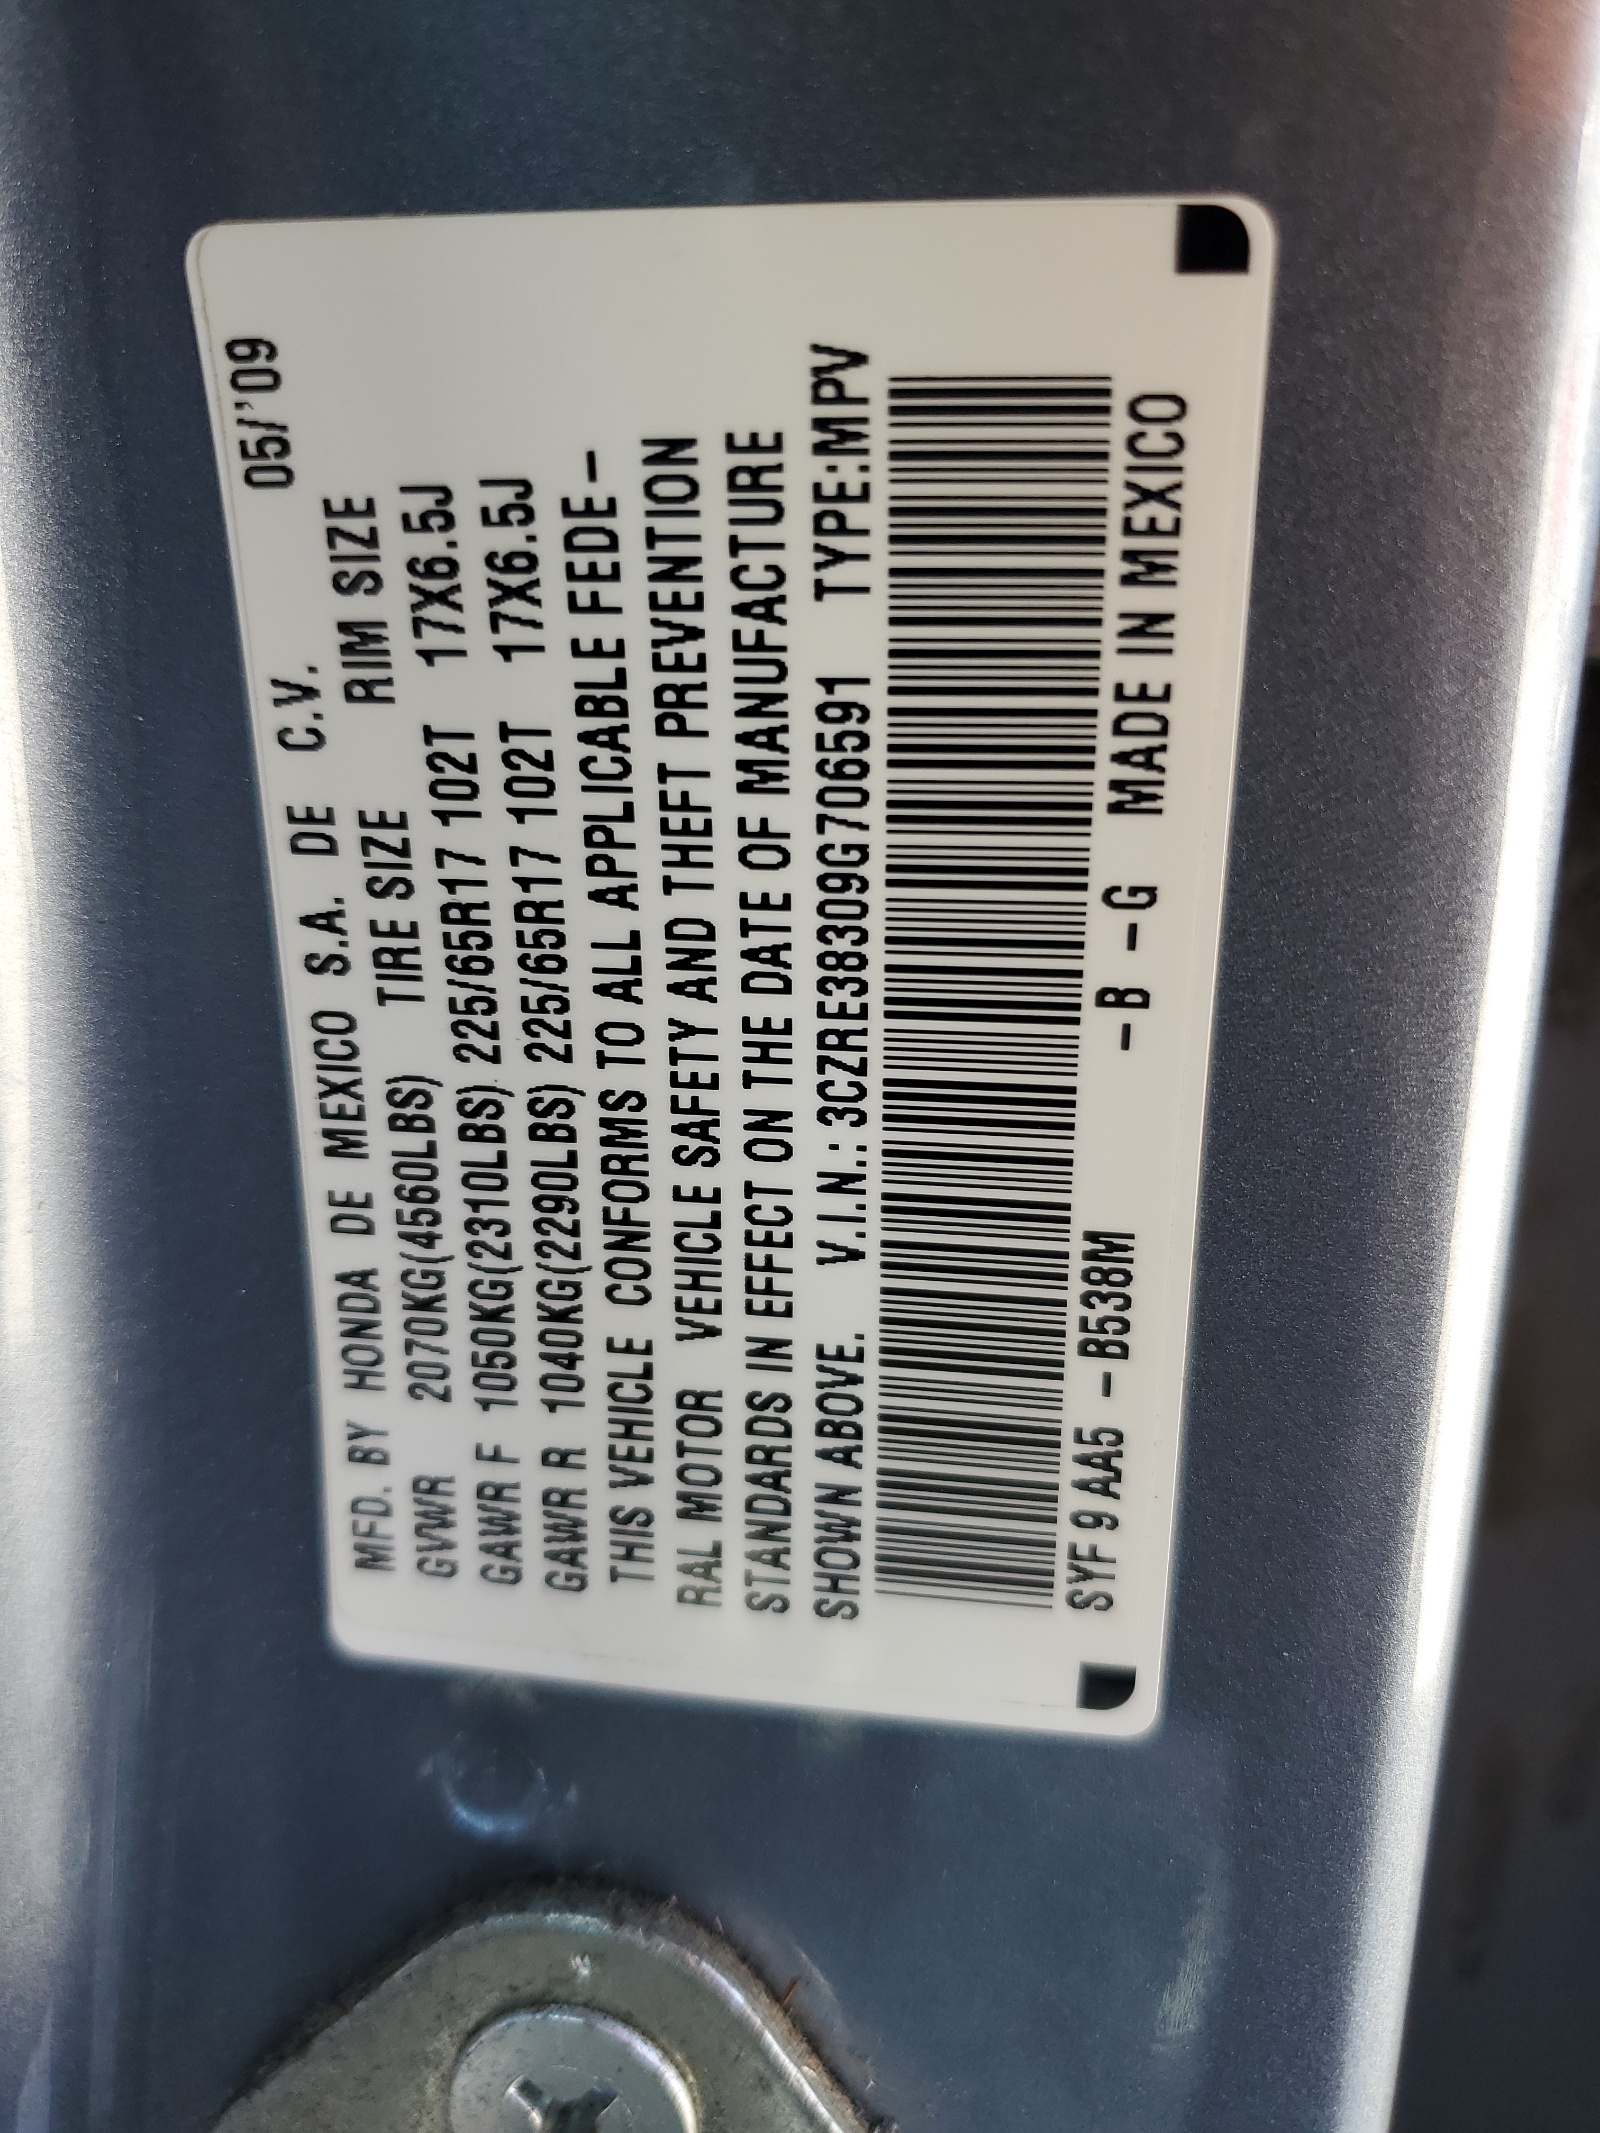 MFD. BY HONDA DE MEXICO S.A. DE C.V. 05/'09
GVWR 2070KG(4560LBS) TIRE SIZE RIM SIZE
GAWR F 1050KG(2310LBS) 225/65R17 102T 17X6.5J
GAWR R 1040KG(2290LBS) 225/65R17 102T 17X6.5J
THIS VEHICLE CONFORMS TO ALL APPLICABLE FEDE-
RAL MOTOR VEHICLE SAFETY AND THEFT PREVENTION
STANDARDS IN EFFECT ON THE DATE OF MANUFACTURE
SHOWN ABOVE. V.I.N.: 3CZRE38309G706591 TYPE:MPV
SYF 9 AA5 -B538M -B -G MADE IN MEXICO